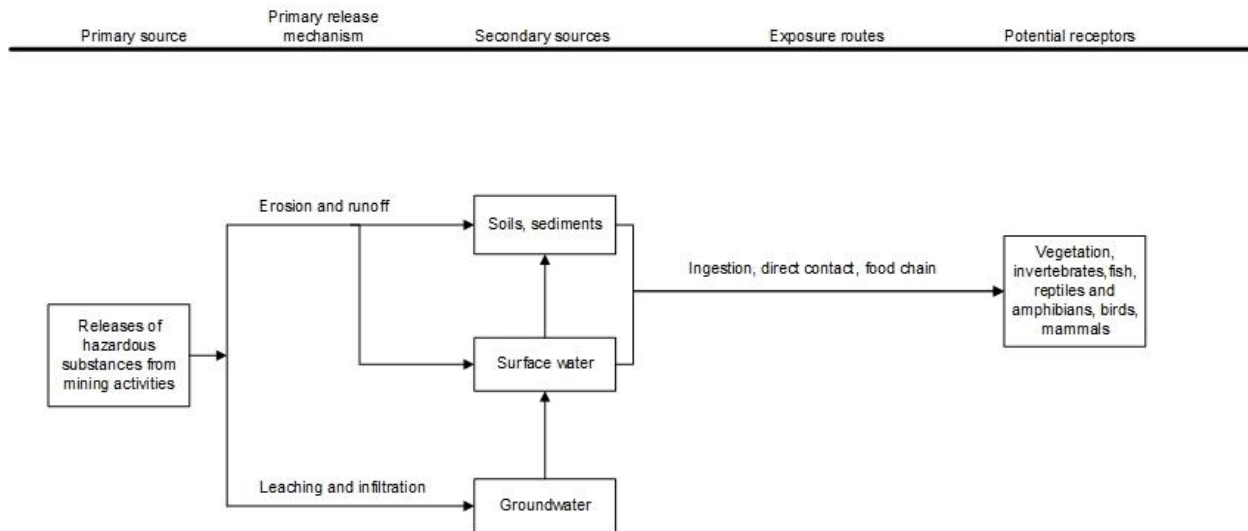 Primary source
Primary release
mechanism
Secondary sources
Exposure routes
Potential receptors
Erosion and runoff
Soils, sediments
Ingestion, direct contact, food chain
Vegetation,
invertebrates, fish,
reptiles and
amphibians, birds,
mammals
Releases of
hazardous
substances from
mining activities
Surface water
Leaching and infiltration
Groundwater